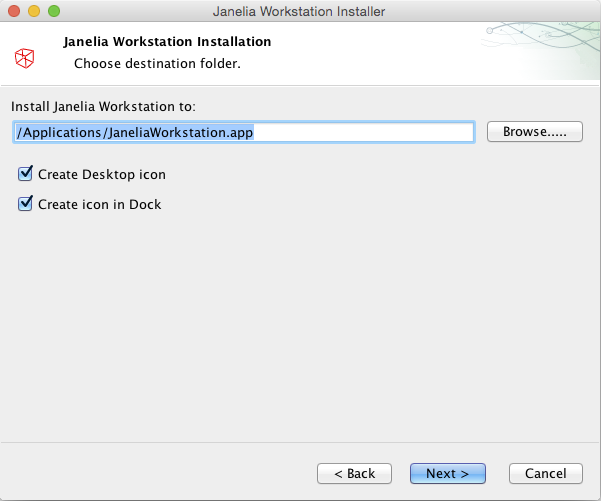 Janelia Workstation Installer
Janelia Workstation Installation
Choose destination folder.
Install Janelia Workstation to:
/Applications/JaneliaWorkstation.app
Browse.....
Create Desktop icon
Create icon in Dock
< Back
Next >
Cancel